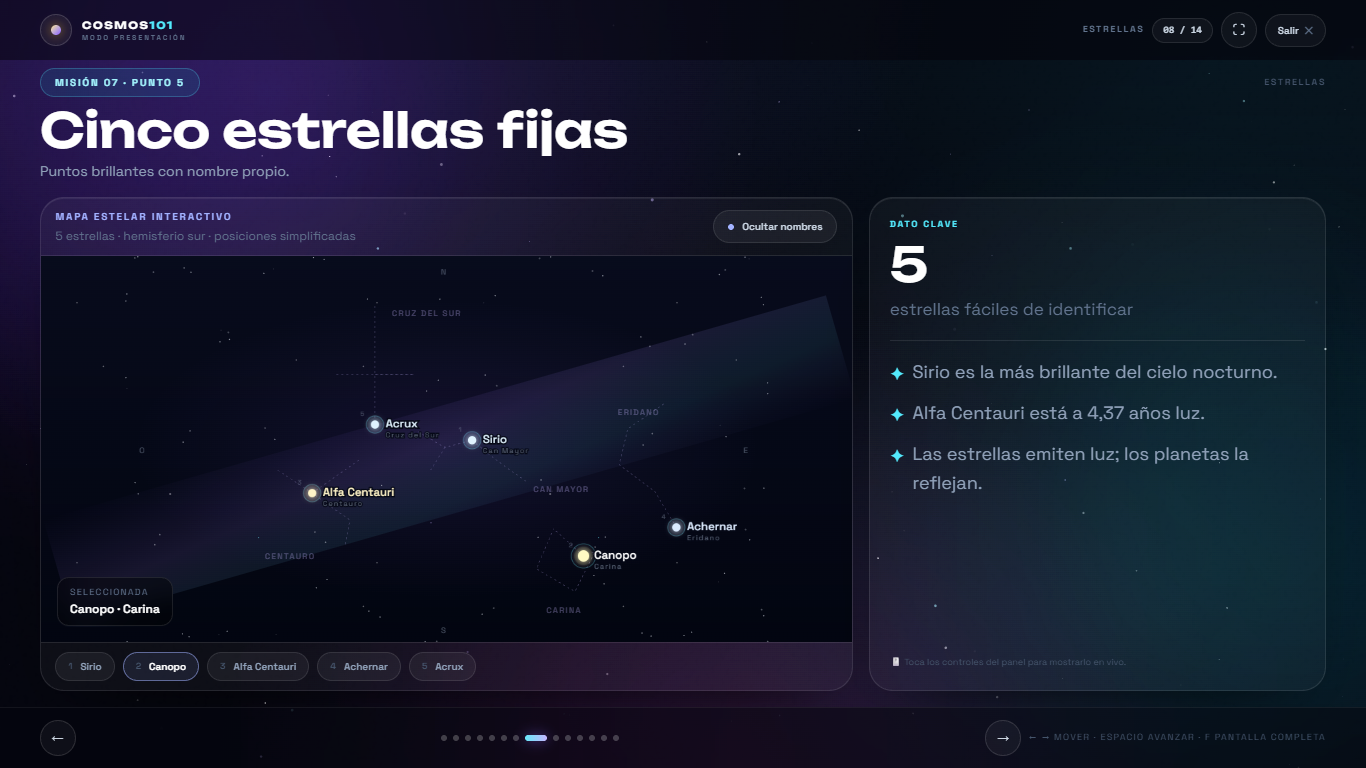 COSMOS101
MODO PRESENTACIÓN
ESTRELLAS
08 / 14
Salir
MISIÓN 07 · PUNTO 5
ESTRELLAS
Cinco estrellas fijas
Puntos brillantes con nombre propio.
MAPA ESTELAR INTERACTIVO
5 estrellas · hemisferio sur · posiciones simplificadas
Ocultar nombres
N
CRUZ DEL SUR
ERIDANO
5
Acrux
Cruz del Sur
1
Sirio
Can Mayor
O
E
CAN MAYOR
3
Alfa Centauri
Centauro
4
Achernar
Eridano
CENTAURO
2
Canopo
Carina
CARINA
S
SELECCIONADA
Canopo · Carina
1 Sirio
2 Canopo
3 Alfa Centauri
4 Achernar
5 Acrux
DATO CLAVE
5
estrellas fáciles de identificar
Sirio es la más brillante del cielo nocturno.
Alfa Centauri está a 4,37 años luz.
Las estrellas emiten luz; los planetas la
reflejan.
Toca los controles del panel para mostrarlo en vivo.
← → MOVER · ESPACIO AVANZAR · F PANTALLA COMPLETA